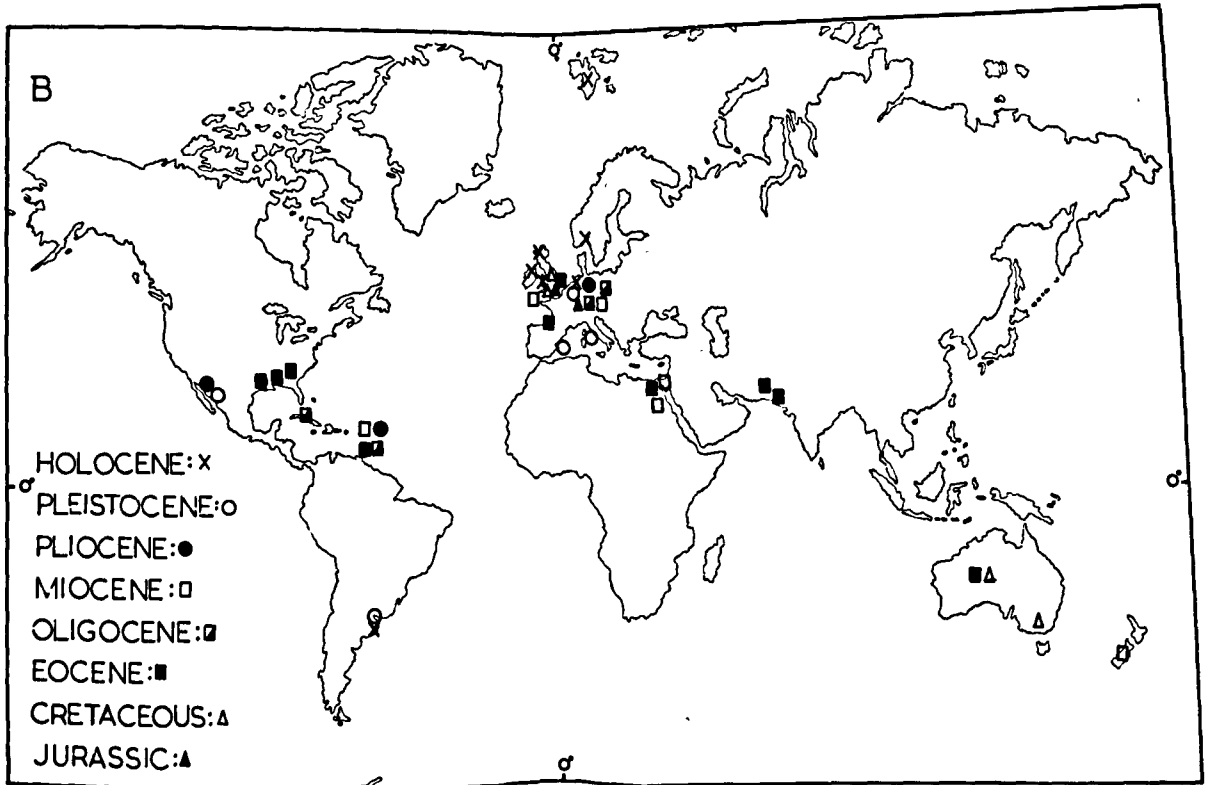 B
0°
HOLOCENE: x
PLEISTOCENE: ○
PLIOCENE: ●
MIOCENE: □
OLIGOCENE: ◪
EOCENE: ■
CRETACEOUS: △
JURASSIC: ▲
0°
0°
0°